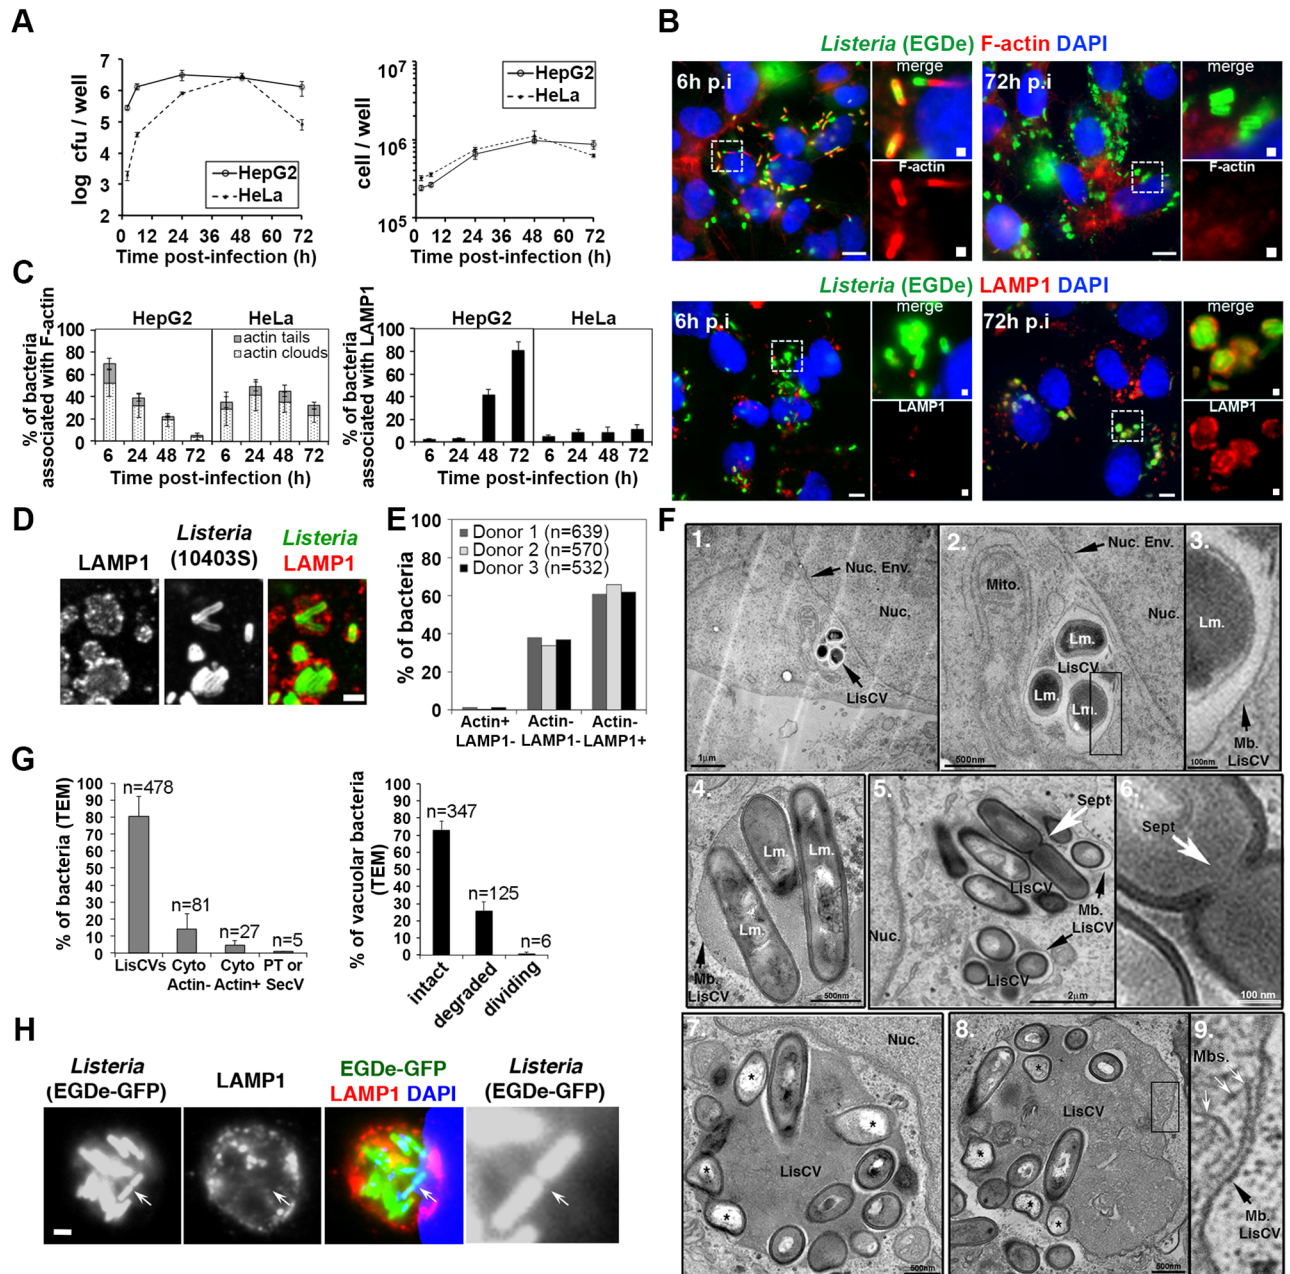 A
log cfu / well
7
6
5
4
3
2
HepG2
HeLa
0 12 24 36 48 60 72
Time post-infection (h)
cell / well
10^7
10^6
10^5
HepG2
HeLa
0 12 24 36 48 60 72
Time post-infection (h)
B
Listeria (EGDe) F-actin DAPI
6h p.i
merge
F-actin
72h p.i
merge
F-actin
Listeria (EGDe) LAMP1 DAPI
6h p.i
merge
LAMP1
72h p.i
merge
LAMP1
C
% of bacteria
associated with F-actin
100
80
60
40
20
0
HepG2
HeLa
actin tails
actin clouds
6 24 48 72 6 24 48 72
Time post-infection (h)
% of bacteria
associated with LAMP1
100
80
60
40
20
0
HepG2
HeLa
6 24 48 72 6 24 48 72
Time post-infection (h)
D
LAMP1
Listeria
(10403S)
Listeria
LAMP1
E
% of bacteria
100
80
60
40
20
0
Donor 1 (n=639)
Donor 2 (n=570)
Donor 3 (n=532)
Actin+ Actin- Actin-
LAMP1- LAMP1- LAMP1+
F
1.
Nuc. Env.
Nuc.
LisCV
1μm
2.
Nuc. Env.
Mito.
Nuc.
Lm.
LisCV
Lm.
Lm.
500nm
3.
Lm.
Mb.
LisCV
100nm
4.
Lm.
Lm.
Lm.
Mb.
LisCV
500nm
5.
Sept
LisCV
Mb.
LisCV
Nuc.
LisCV
2μm
6.
Sept
100 nm
7.
Nuc.
*
*
LisCV
*
*
500nm
8.
*
LisCV
*
*
*
500nm
9.
Mbs.
Mb.
LisCV
G
% of bacteria (TEM)
100
90
80
70
60
50
40
30
20
10
0
n=478
n=81
n=27
n=5
LisCVs Cyto Cyto PT or
Actin- Actin+ SecV
% of vacuolar bacteria
(TEM)
100
90
80
70
60
50
40
30
20
10
0
n=347
n=125
n=6
intact
degraded
dividing
H
Listeria
(EGDe-GFP)
LAMP1
EGDe-GFP
LAMP1 DAPI
Listeria
(EGDe-GFP)